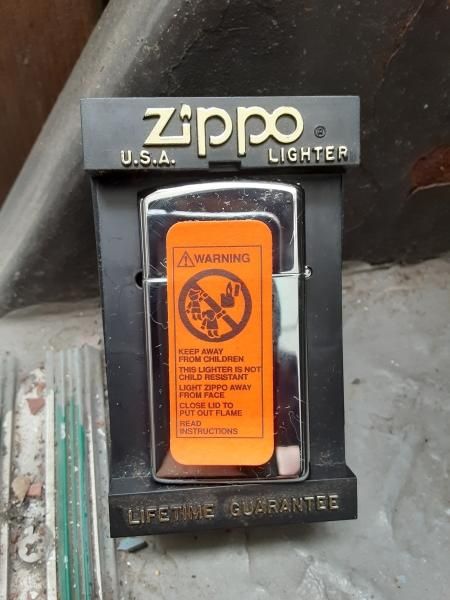 zippo ®
U.S.A. LIGHTER
⚠WARNING
KEEP AWAY
FROM CHILDREN
THIS LIGHTER IS NOT
CHILD RESISTANT
LIGHT ZIPPO AWAY
FROM FACE
CLOSE LID TO
PUT OUT FLAME
READ
INSTRUCTIONS
LIFETIME GUARANTEE